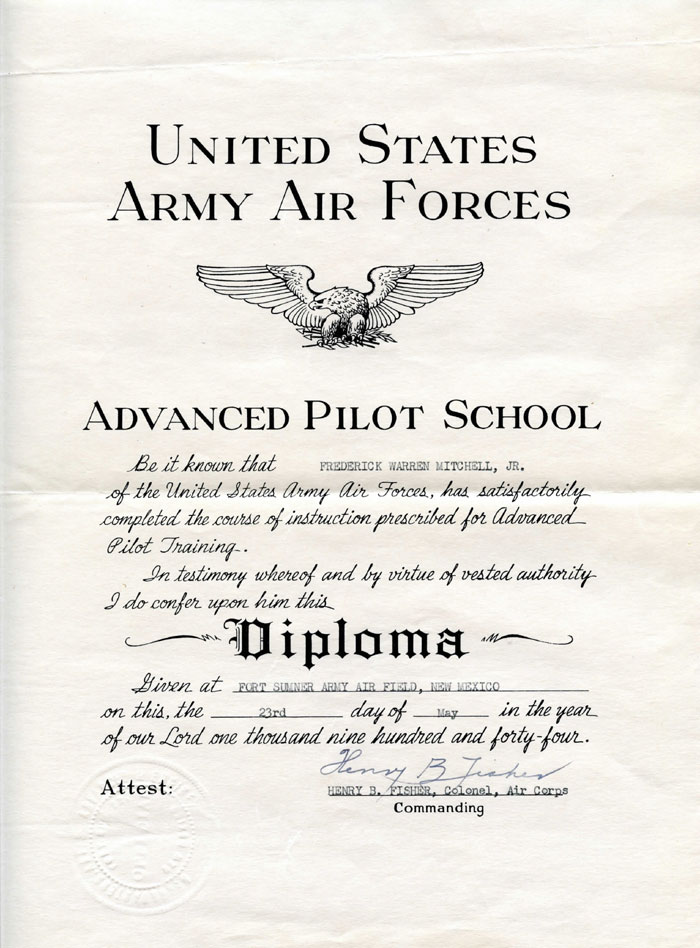 UNITED STATES
ARMY AIR FORCES
ADVANCED PILOT SCHOOL
Be it known that FREDERICK WARREN MITCHELL, JR.
of the United States Army Air Forces, has satisfactorily
completed the course of instruction prescribed for Advanced
Pilot Training.
In testimony whereof and by virtue of vested authority
I do confer upon him this
Diploma
Given at FORT SUMNER ARMY AIR FIELD, NEW MEXICO
on this, the 23rd day of May in the year
of our Lord one thousand nine hundred and forty-four.
Henry B Fisher
Attest: HENRY B. FISHER, Colonel, Air Corps
Commanding